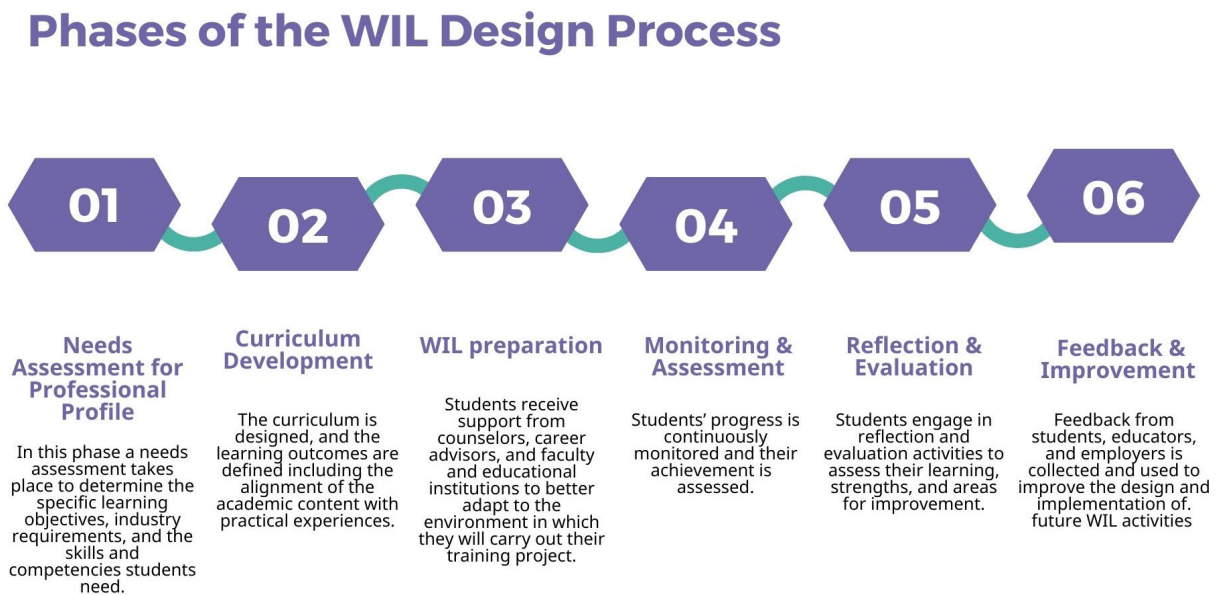 Phases of the WIL Design Process
01
02
03
04
05
06
Needs
Assessment for
Professional
Profile
In this phase a needs
assessment takes
place to determine the
specific learning
objectives, industry
requirements, and the
skills and
competencies students
need.
Curriculum
Development
The curriculum is
designed, and the
learning outcomes are
defined including the
alignment of the
academic content with
practical experiences.
WIL preparation
Students receive
support from
counselors, career
advisors, and faculty
and educational
institutions to better
adapt to the
environment in which
they will carry out their
training project.
Monitoring &
Assessment
Students’ progress is
continuously
monitored and their
achievement is
assessed.
Reflection &
Evaluation
Students engage in
reflection and
evaluation activities to
assess their learning,
strengths, and areas
for improvement.
Feedback &
Improvement
Feedback from
students, educators,
and employers is
collected and used to
improve the design and
implementation of.
future WIL activities